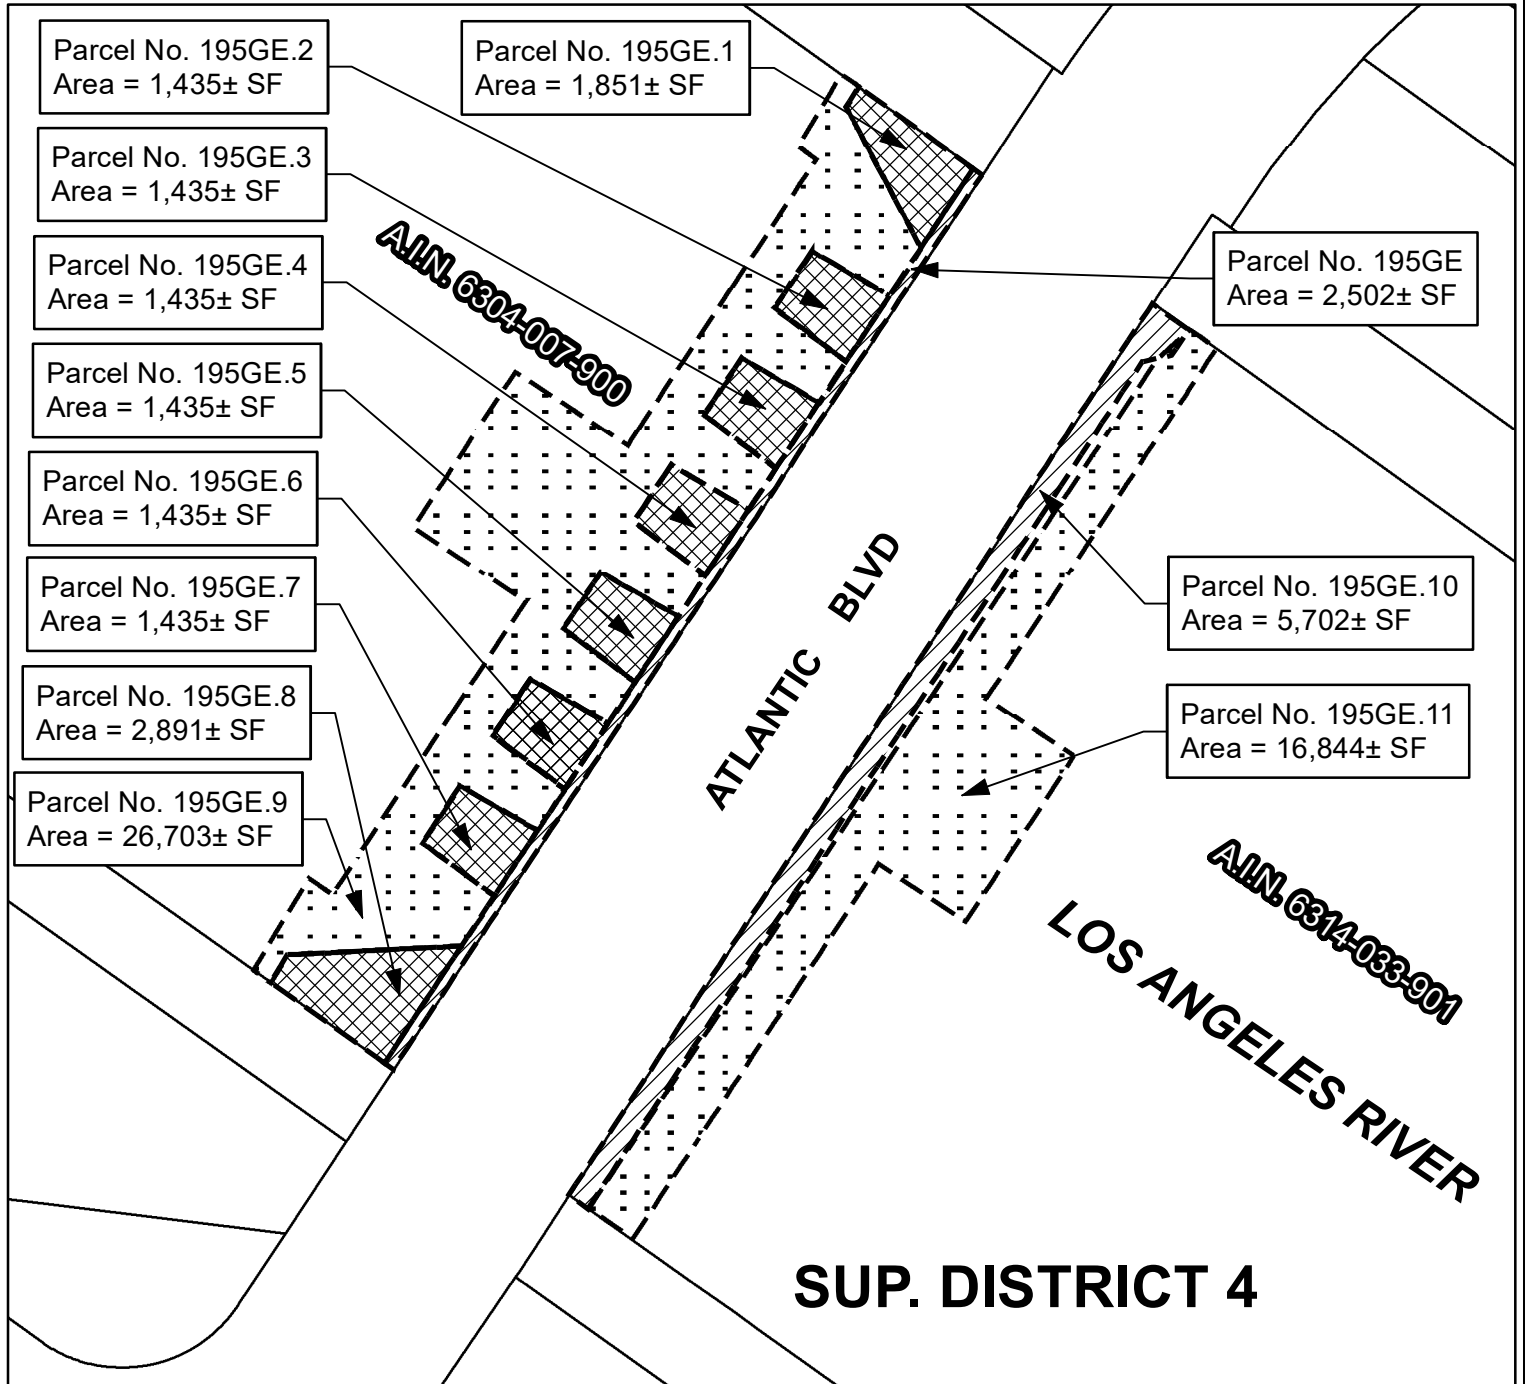 Parcel No. 195GE.2
Area = 1,435± SF
Parcel No. 195GE.1
Area = 1,851± SF
Parcel No. 195GE.3
Area = 1,435± SF
Parcel No. 195GE.4
Area = 1,435± SF
A.I.N. 6304-007-900
Parcel No. 195GE
Area = 2,502± SF
Parcel No. 195GE.5
Area = 1,435± SF
Parcel No. 195GE.6
Area = 1,435± SF
Parcel No. 195GE.7
Area = 1,435± SF
Parcel No. 195GE.8
Area = 2,891± SF
Parcel No. 195GE.9
Area = 26,703± SF
ATLANTIC BLVD
Parcel No. 195GE.10
Area = 5,702± SF
Parcel No. 195GE.11
Area = 16,844± SF
A.I.N. 6314-033-901
LOS ANGELES RIVER
SUP. DISTRICT 4